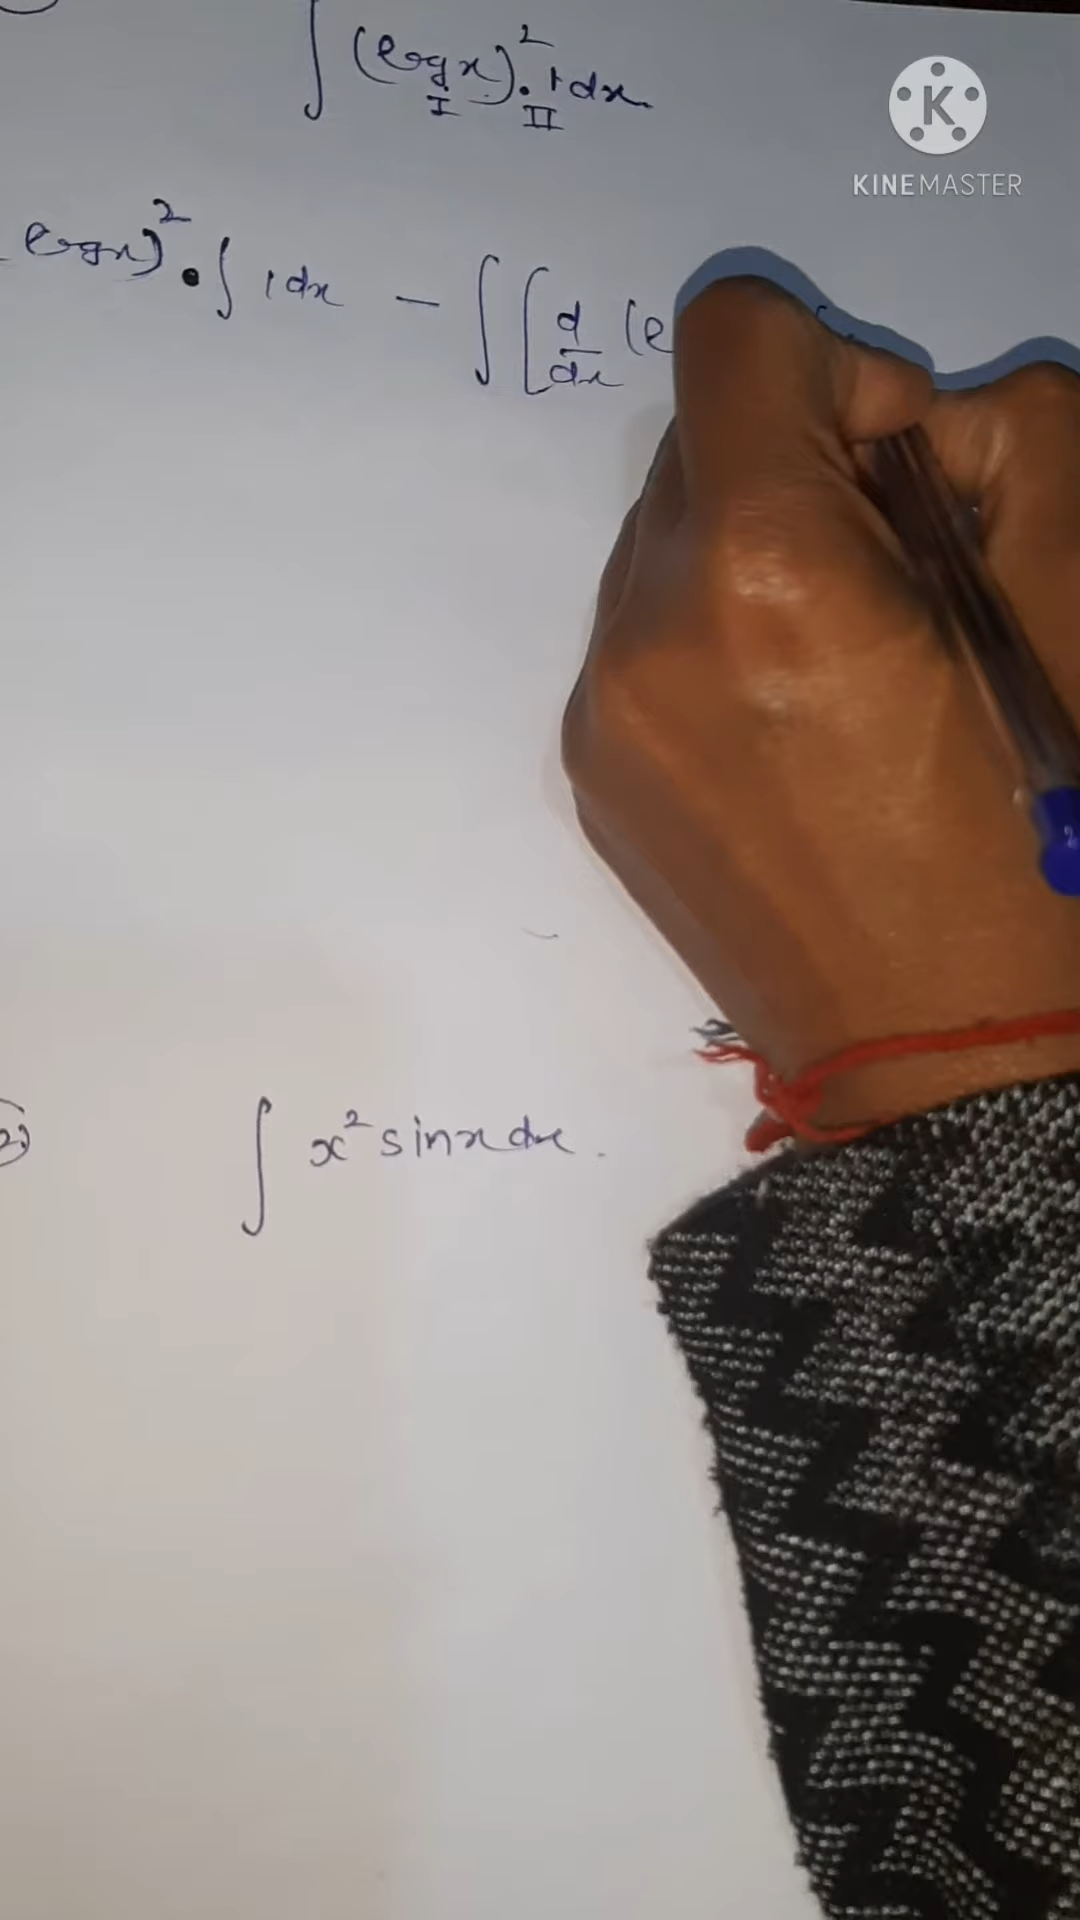 ∫ (log x)². 1 dx
I II
KINEMASTER
log x)² . ∫ 1 dx - ∫ [ d/dx (l
2)
∫ x² sin x dx.